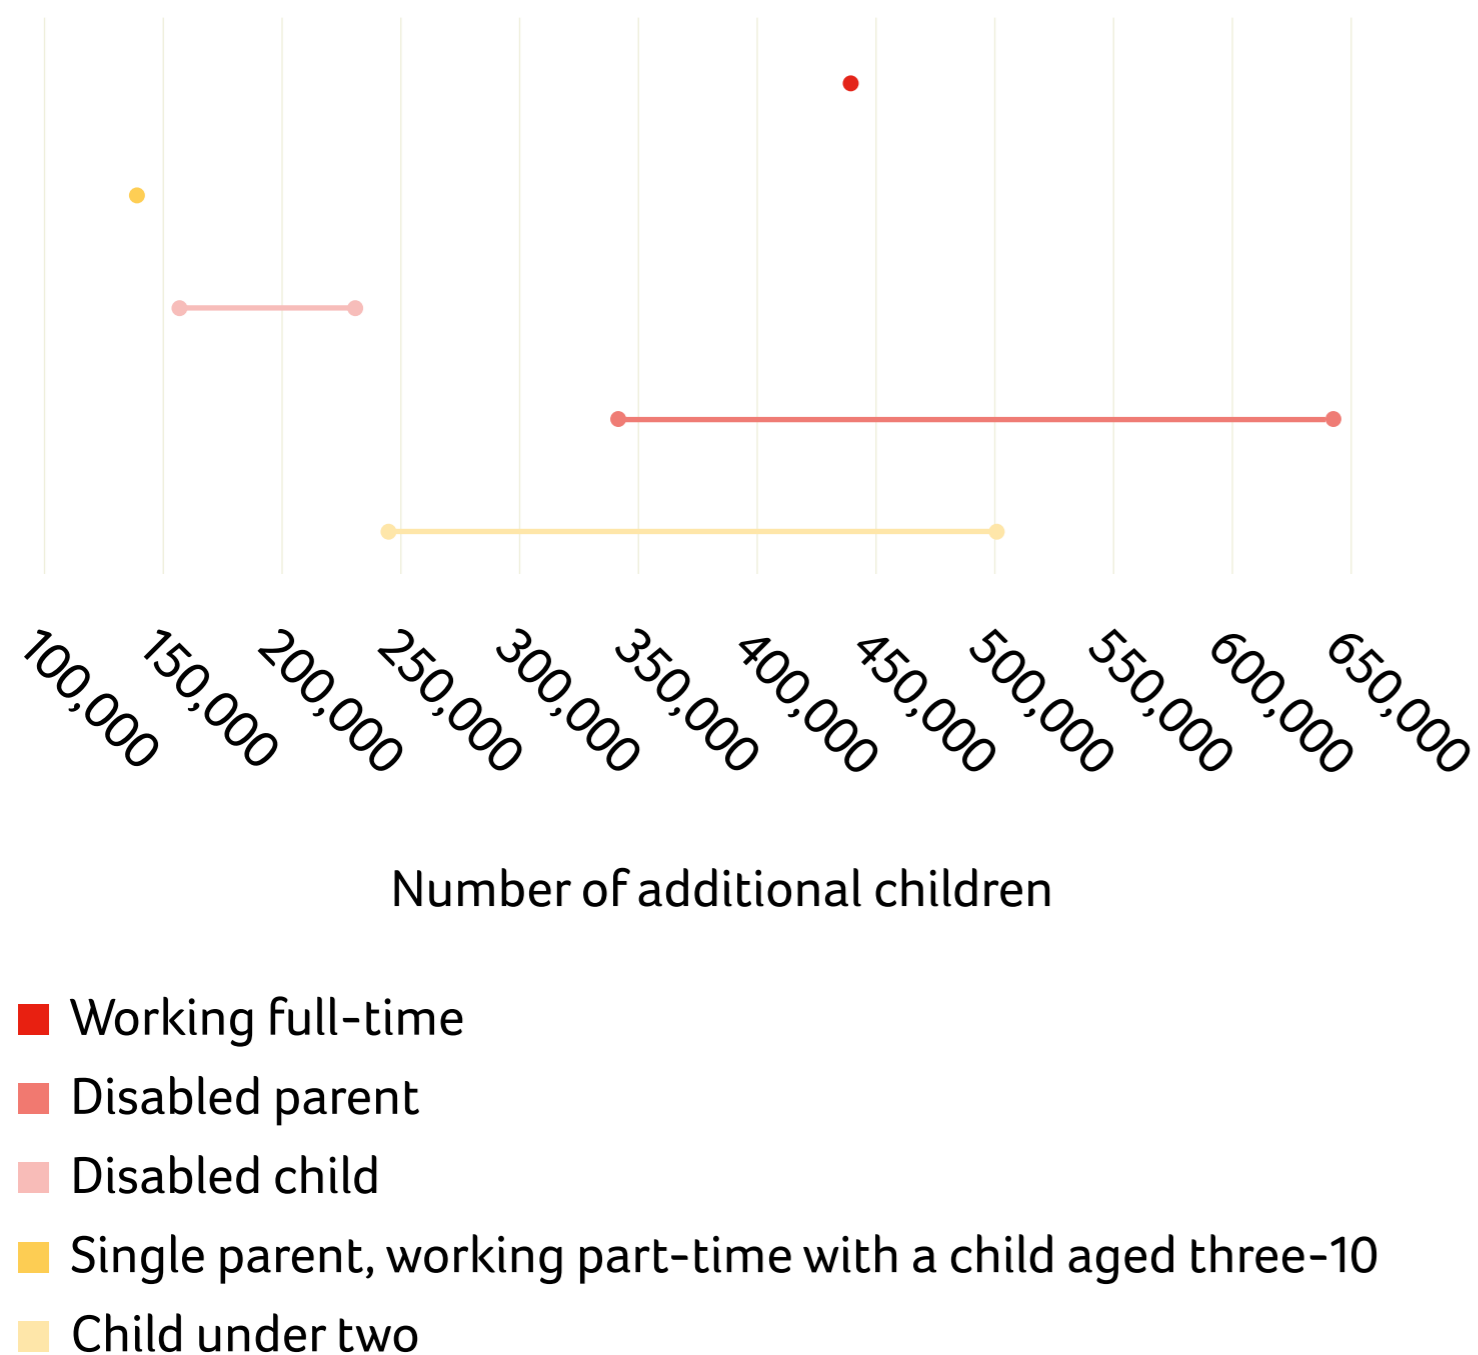 100,000
150,000
200,000
250,000
300,000
350,000
400,000
450,000
500,000
550,000
600,000
650,000
Number of additional children
Working full-time
Disabled parent
Disabled child
Single parent, working part-time with a child aged three-10
Child under two